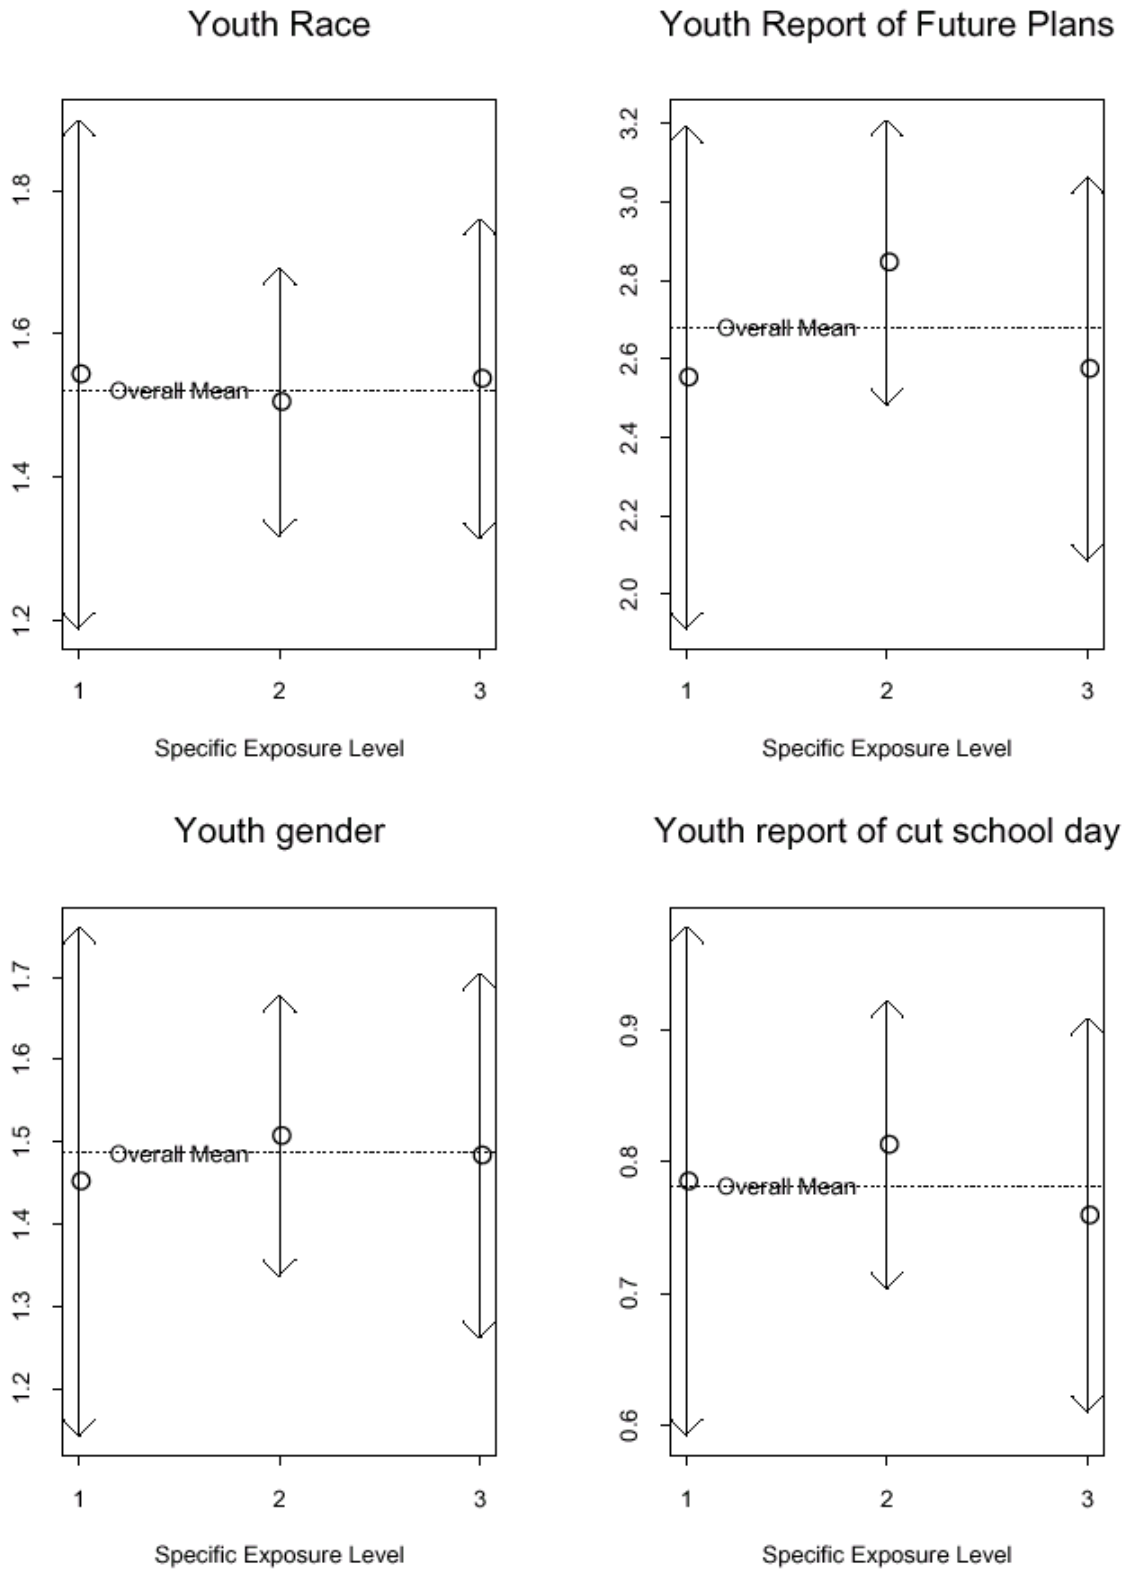 Youth Race
1.8
1.6
1.4
1.2
Overall Mean
1 2 3
Specific Exposure Level
Youth Report of Future Plans
3.2
3.0
2.8
2.6
2.4
2.2
2.0
Overall Mean
1 2 3
Specific Exposure Level
Youth gender
1.7
1.6
1.5
1.4
1.3
1.2
Overall Mean
1 2 3
Specific Exposure Level
Youth report of cut school day
0.9
0.8
0.7
0.6
Overall Mean
1 2 3
Specific Exposure Level